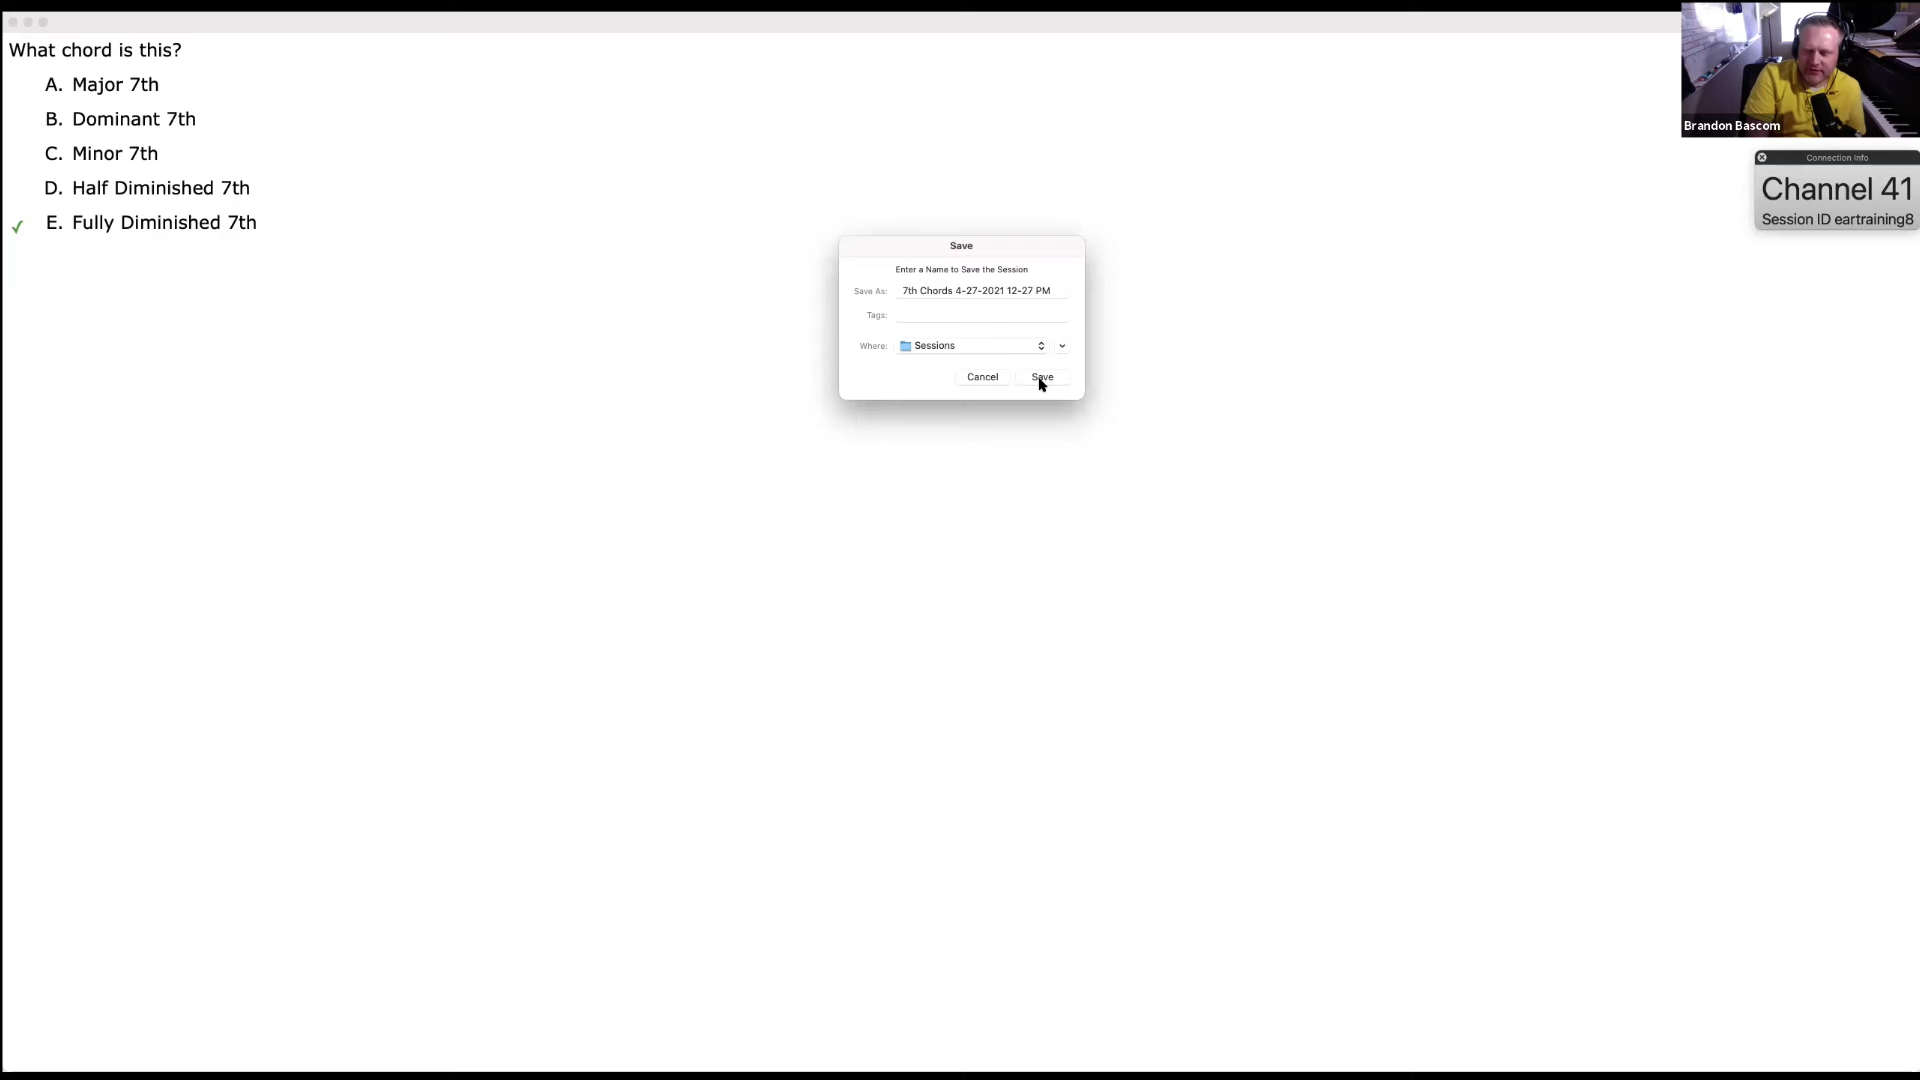 What chord is this?
A. Major 7th
B. Dominant 7th
C. Minor 7th
D. Half Diminished 7th
✓ E. Fully Diminished 7th
Save
Enter a Name to Save the Session
Save As: 7th Chords 4-27-2021 12-27 PM
Tags:
Where: Sessions
Cancel Save
Brandon Bascom
Connection Info
Channel 41
Session ID eartraining8